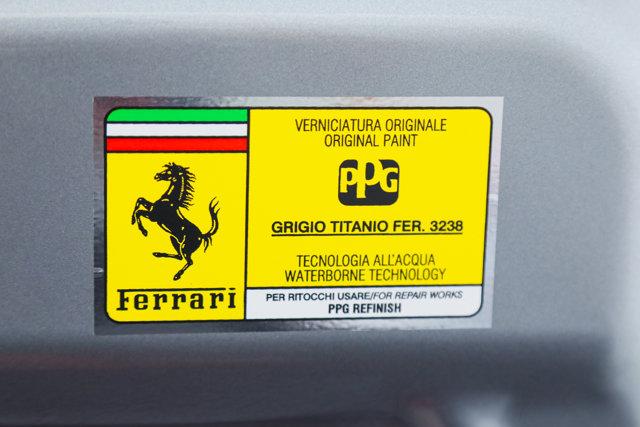 Ferrari
VERNICIATURA ORIGINALE
ORIGINAL PAINT
PPG
GRIGIO TITANIO FER. 3238
TECNOLOGIA ALL'ACQUA
WATERBORNE TECHNOLOGY
PER RITOCCHI USARE/FOR REPAIR WORKS
PPG REFINISH